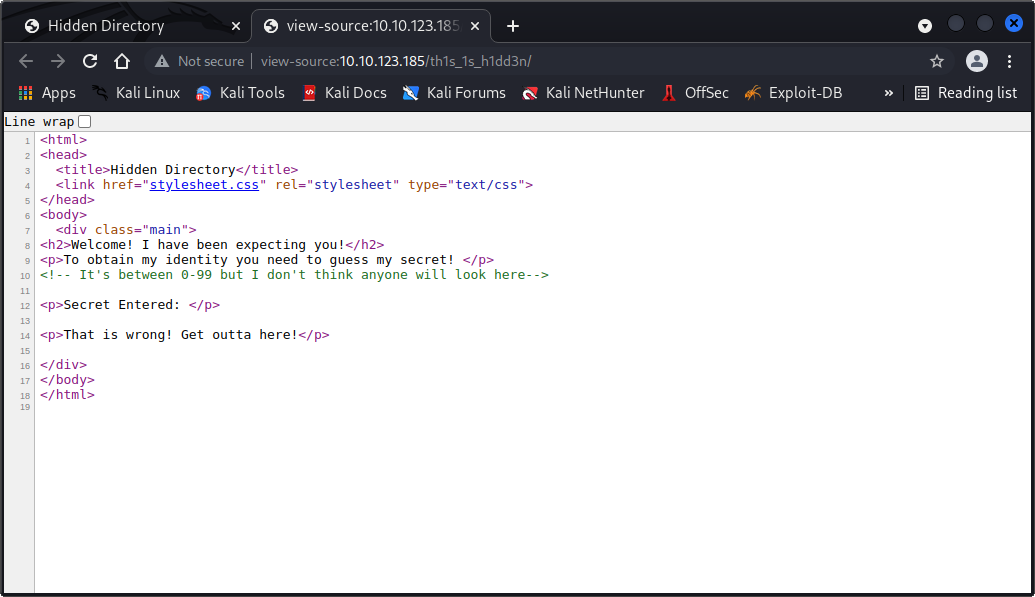 Hidden Directory
view-source:10.10.123.185
Not secure
view-source:10.10.123.185/th1s_1s_h1dd3n/
Apps
Kali Linux
Kali Tools
Kali Docs
Kali Forums
Kali NetHunter
OffSec
Exploit-DB
»
Reading list
Line wrap
1 <html>
2 <head>
3 <title>Hidden Directory</title>
4 <link href="stylesheet.css" rel="stylesheet" type="text/css">
5 </head>
6 <body>
7 <div class="main">
8 <h2>Welcome! I have been expecting you!</h2>
9 <p>To obtain my identity you need to guess my secret! </p>
10 <!-- It's between 0-99 but I don't think anyone will look here-->
11
12 <p>Secret Entered: </p>
13
14 <p>That is wrong! Get outta here!</p>
15
16 </div>
17 </body>
18 </html>
19